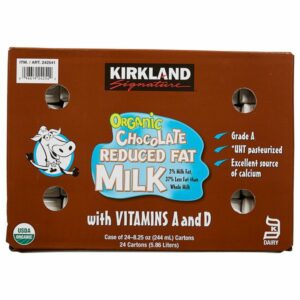 ITM. / ART. 242541
KIRKLAND
Signature
ORGANIC
CHOCOLATE
REDUCED FAT
MILK
2% Milk Fat
37% Less Fat than
Whole Milk
with VITAMINS A and D
Grade A
*UHT pasteurized
Excellent source
of calcium
USDA
ORGANIC
Case of 24-8.25 oz (244 mL) Cartons
24 Cartons (5.86 Liters)
K
DAIRY